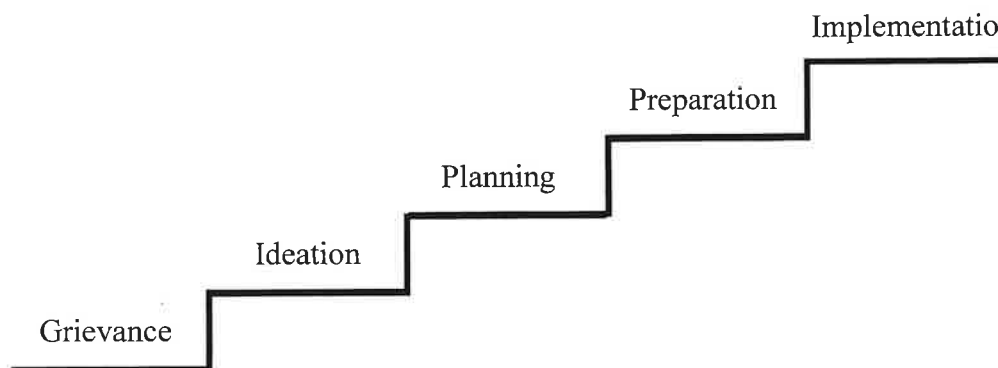 Implementatio
Preparation
Planning
Ideation
Grievance